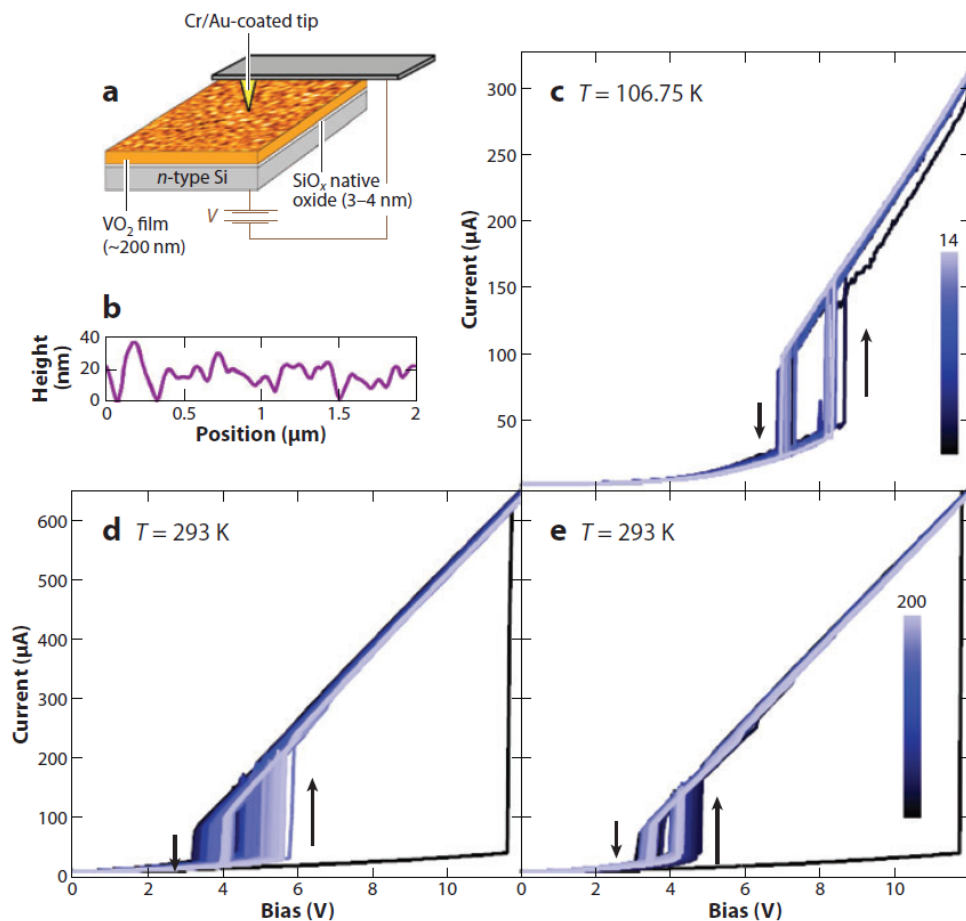 Cr/Au-coated tip
a
n-type Si
SiOₓ native
oxide (3–4 nm)
V
VO₂ film
(~200 nm)
b
Height
(nm)
40
20
0
0 0.5 1 1.5 2
Position (µm)
c T = 106.75 K
Current (µA)
300
250
200
150
100
50
14
d T = 293 K
Current (µA)
600
500
400
300
200
100
0
0 2 4 6 8 10
Bias (V)
e T = 293 K
200
0 2 4 6 8 10
Bias (V)